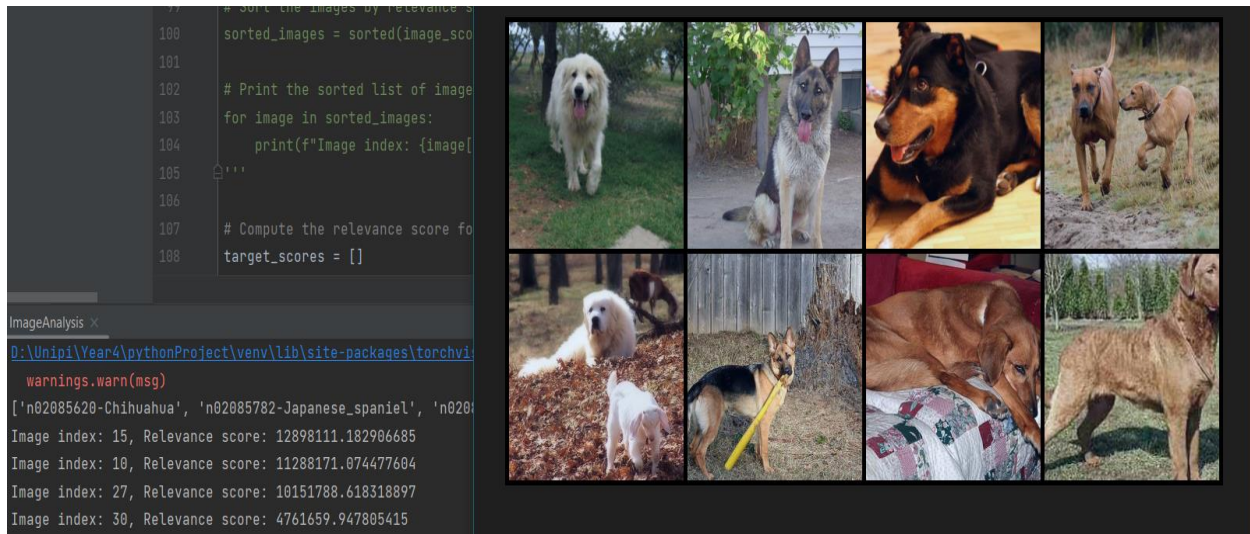 99 # Sort the images by relevance s
100 sorted_images = sorted(image_sco
101
102 # Print the sorted list of image
103 for image in sorted_images:
104 print(f"Image index: {image[
105 '''
106
107 # Compute the relevance score fo
108 target_scores = []
ImageAnalysis ×
D:\Unipi\Year4\pythonProject\venv\lib\site-packages\torchvis
warnings.warn(msg)
['n02085620-Chihuahua', 'n02085782-Japanese_spaniel', 'n0208
Image index: 15, Relevance score: 12898111.182906685
Image index: 10, Relevance score: 11288171.074477604
Image index: 27, Relevance score: 10151788.618318897
Image index: 30, Relevance score: 4761659.947805415